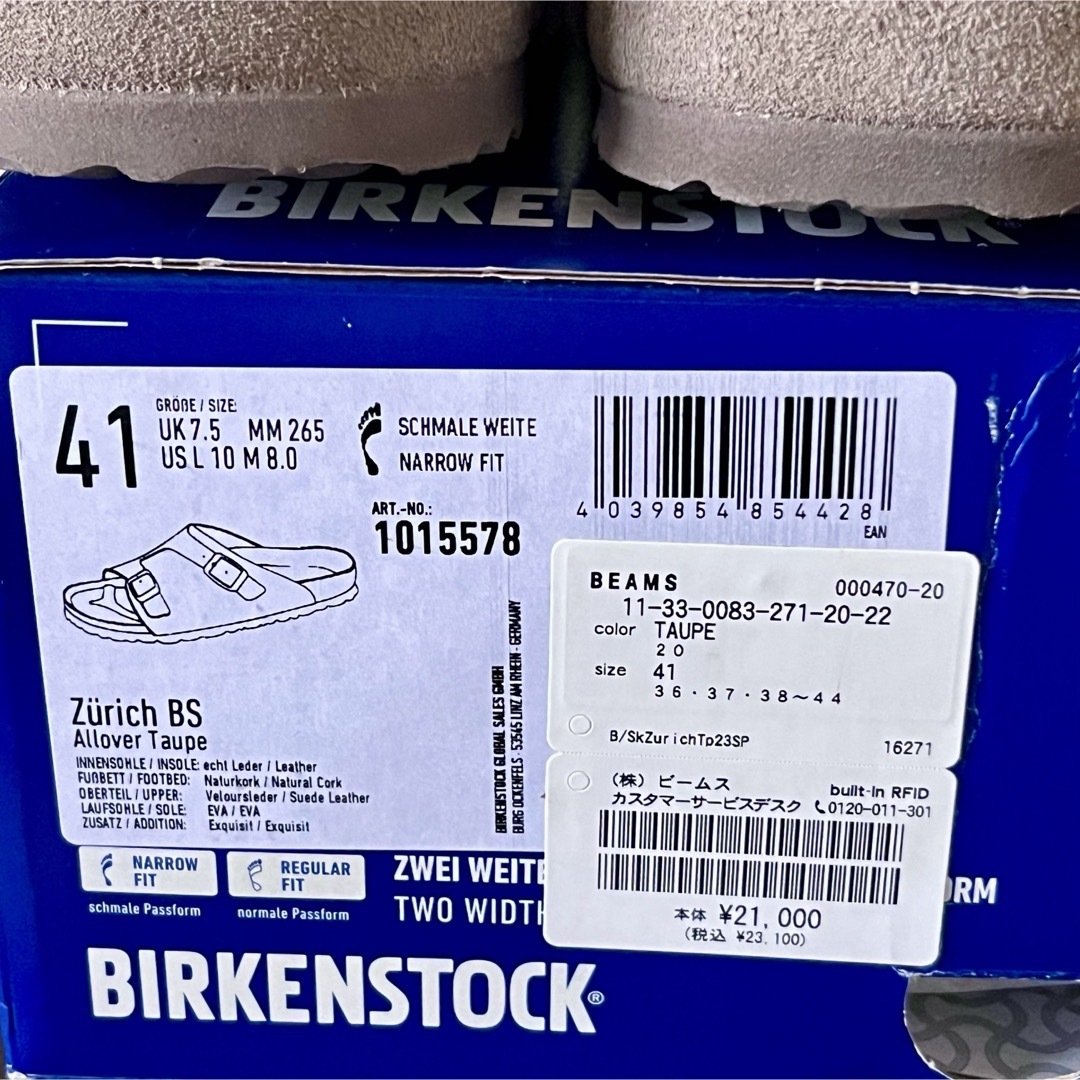 BIRKENSTOCK
41
GRÖßE / SIZE:
UK 7.5 MM 265
US L 10 M 8.0
SCHMALE WEITE
NARROW FIT
ART.-NO.:
1015578
4 039854 854428
EAN
Zürich BS
Allover Taupe
INNENSOHLE / INSOLE: echt Leder / Leather
FUßBETT / FOOTBED: Naturkork / Natural Cork
OBERTEIL / UPPER: Veloursleder / Suede Leather
LAUFSOHLE / SOLE: EVA / EVA
ZUSATZ / ADDITION: Exquisit / Exquisit
BIRKENSTOCK GLOBAL SALES GMBH
BURG OCKENFELS · 53545 LINZ AM RHEIN · GERMANY
BEAMS 000470-20
11-33-0083-271-20-22
color TAUPE
20
size 41
36・37・38～44
B/SkZurichTp23SP 16271
(株) ビームス built-in RFID
カスタマーサービスデスク 0120-011-301
本体 ¥21,000
(税込 ¥23,100)
NARROW
FIT
schmale Passform
REGULAR
FIT
normale Passform
ZWEI WEITE
TWO WIDTH
ORM
BIRKENSTOCK®